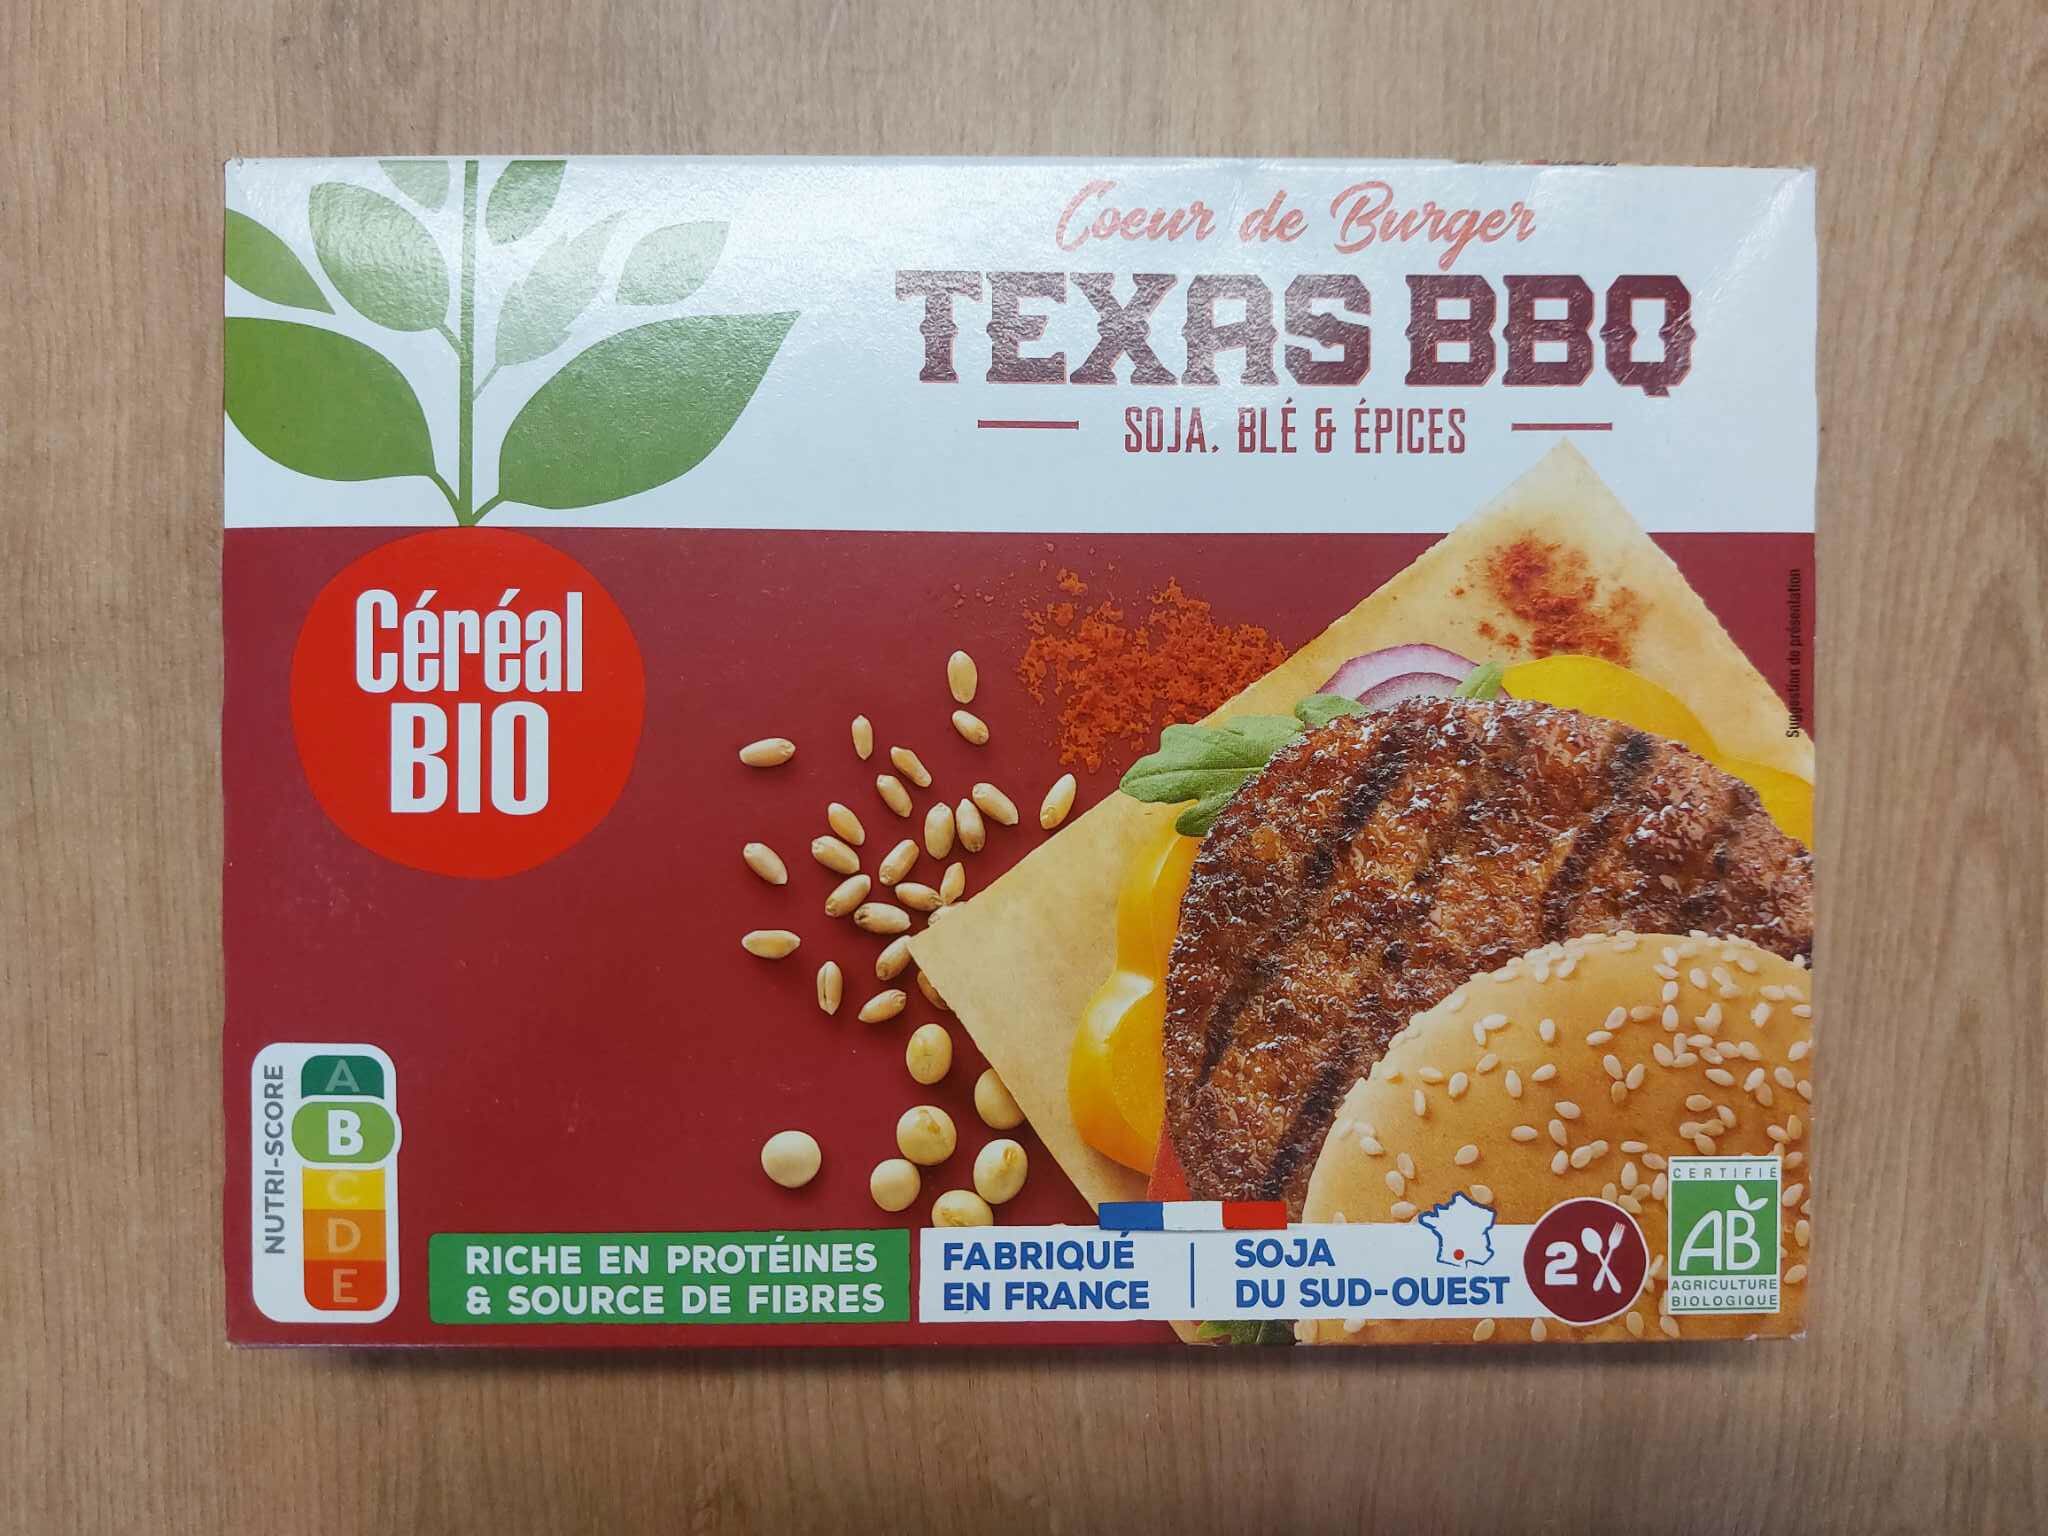 Coeur de Burger
TEXAS BBQ
SOJA, BLÉ & ÉPICES
Céréal
BIO
Suggestion de présentation
NUTRI-SCORE
A
B
C
D
E
RICHE EN PROTÉINES
& SOURCE DE FIBRES
FABRIQUÉ
EN FRANCE
SOJA
DU SUD-OUEST
2
CERTIFIÉ
AB
AGRICULTURE
BIOLOGIQUE